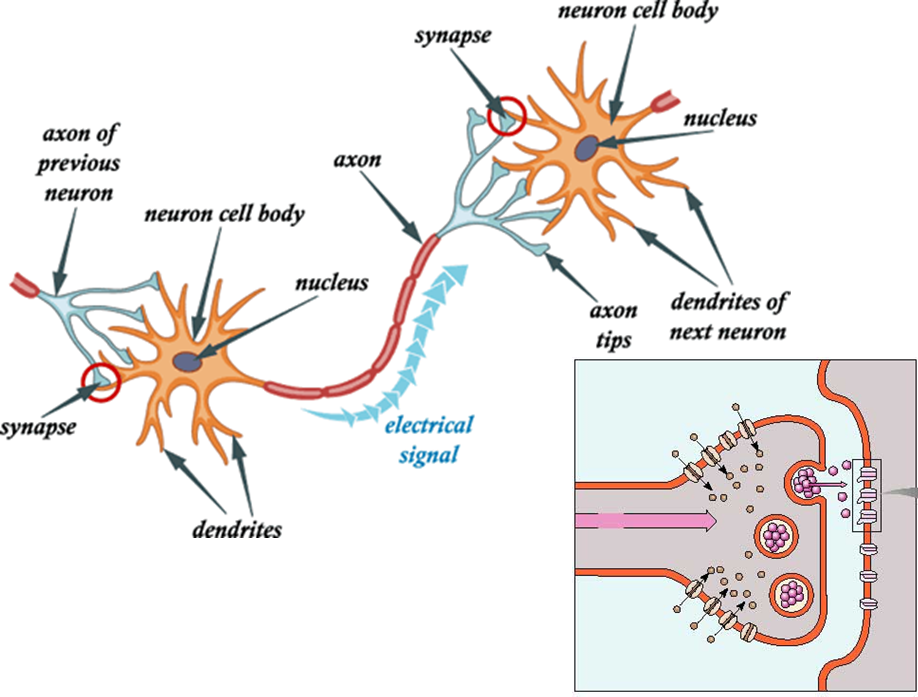 neuron cell body
synapse
nucleus
axon of
previous
neuron
axon
neuron cell body
nucleus
axon
tips
dendrites of
next neuron
synapse
electrical
signal
dendrites